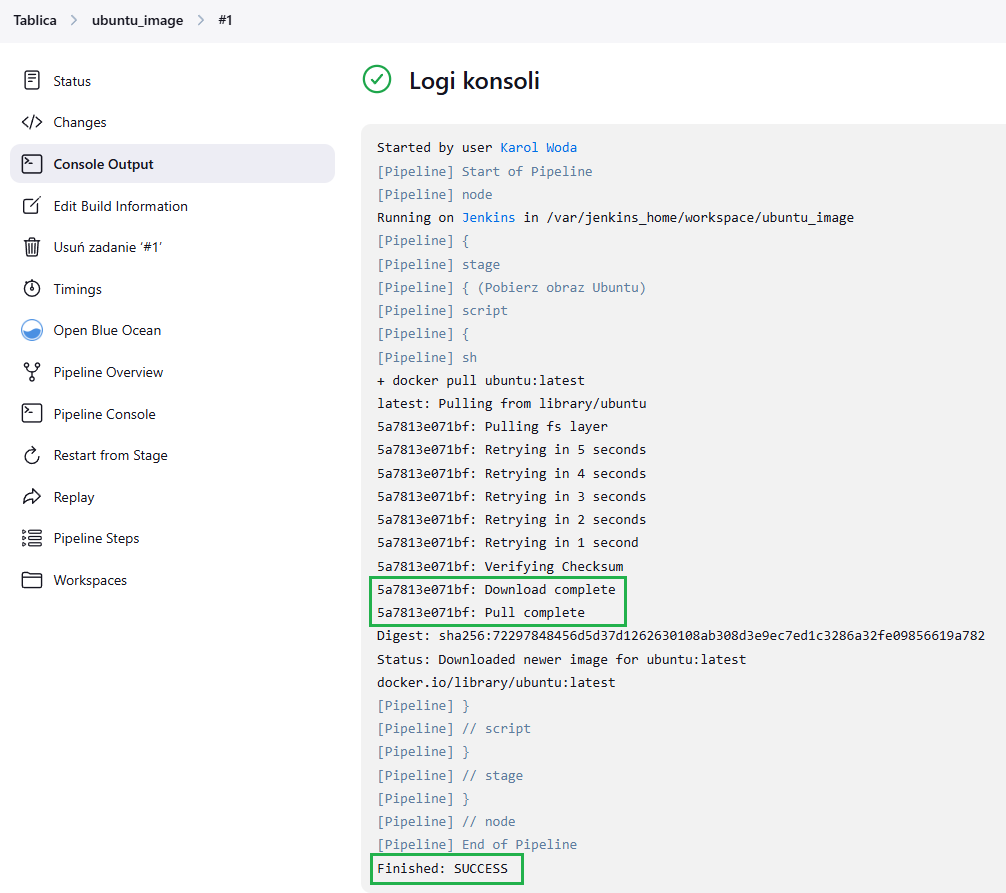 Tablica > ubuntu_image > #1
Status
Changes
Console Output
Edit Build Information
Usuń zadanie ‘#1’
Timings
Open Blue Ocean
Pipeline Overview
Pipeline Console
Restart from Stage
Replay
Pipeline Steps
Workspaces
Logi konsoli
Started by user Karol Woda
[Pipeline] Start of Pipeline
[Pipeline] node
Running on Jenkins in /var/jenkins_home/workspace/ubuntu_image
[Pipeline] {
[Pipeline] stage
[Pipeline] { (Pobierz obraz Ubuntu)
[Pipeline] script
[Pipeline] {
[Pipeline] sh
+ docker pull ubuntu:latest
latest: Pulling from library/ubuntu
5a7813e071bf: Pulling fs layer
5a7813e071bf: Retrying in 5 seconds
5a7813e071bf: Retrying in 4 seconds
5a7813e071bf: Retrying in 3 seconds
5a7813e071bf: Retrying in 2 seconds
5a7813e071bf: Retrying in 1 second
5a7813e071bf: Verifying Checksum
5a7813e071bf: Download complete
5a7813e071bf: Pull complete
Digest: sha256:72297848456d5d37d1262630108ab308d3e9ec7ed1c3286a32fe09856619a782
Status: Downloaded newer image for ubuntu:latest
docker.io/library/ubuntu:latest
[Pipeline] }
[Pipeline] // script
[Pipeline] }
[Pipeline] // stage
[Pipeline] }
[Pipeline] // node
[Pipeline] End of Pipeline
Finished: SUCCESS